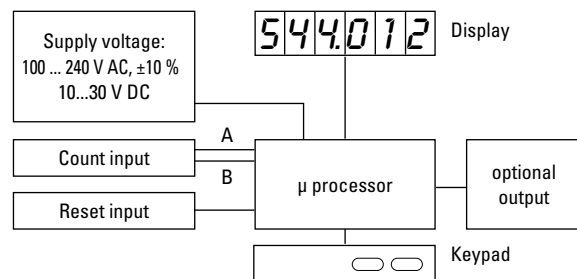 Supply voltage:
100 ... 240 V AC, ±10 %
10...30 V DC
544.012
Display
A
Count input
B
Reset input
µ processor
optional
output
Keypad